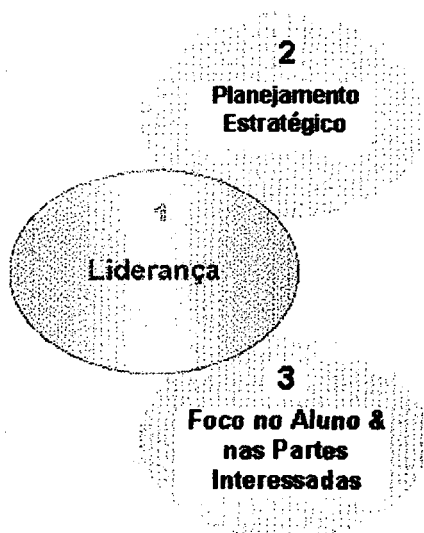 2
Planejamento
Estratégico
1
Liderança
3
Foco no Aluno &
nas Partes
Interessadas